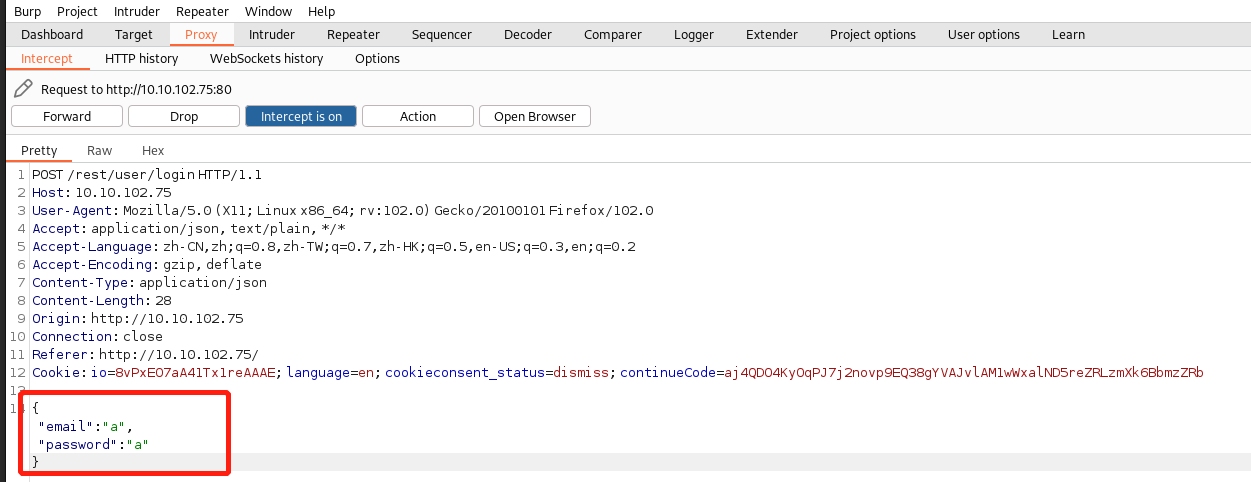 Burp Project Intruder Repeater Window Help
Dashboard Target Proxy Intruder Repeater Sequencer Decoder Comparer Logger Extender Project options User options Learn
Intercept HTTP history WebSockets history Options
Request to http://10.10.102.75:80
Forward Drop Intercept is on Action Open Browser
Pretty Raw Hex
1 POST /rest/user/login HTTP/1.1
2 Host: 10.10.102.75
3 User-Agent: Mozilla/5.0 (X11; Linux x86_64; rv:102.0) Gecko/20100101 Firefox/102.0
4 Accept: application/json, text/plain, */*
5 Accept-Language: zh-CN,zh;q=0.8,zh-TW;q=0.7,zh-HK;q=0.5,en-US;q=0.3,en;q=0.2
6 Accept-Encoding: gzip, deflate
7 Content-Type: application/json
8 Content-Length: 28
9 Origin: http://10.10.102.75
10 Connection: close
11 Referer: http://10.10.102.75/
12 Cookie: io=8vPxEO7aA41Tx1reAAAE; language=en; cookieconsent_status=dismiss; continueCode=aj4QDO4KyOqPJ7j2novp9EQ38gYVAJvlAM1wWxalND5reZRLzmXk6BbmzZRb
13
14 {
"email":"a",
"password":"a"
}